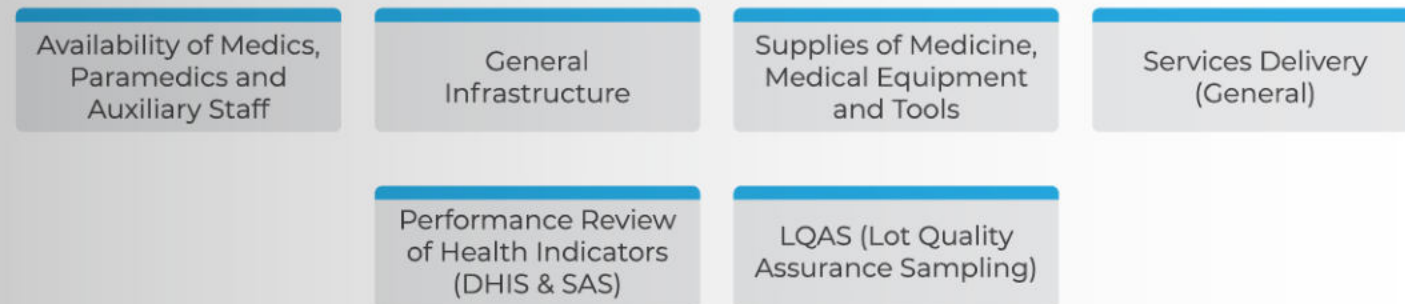 Availability of Medics,
Paramedics and
Auxiliary Staff
General
Infrastructure
Supplies of Medicine,
Medical Equipment
and Tools
Services Delivery
(General)
Performance Review
of Health Indicators
(DHIS & SAS)
LQAS (Lot Quality
Assurance Sampling)